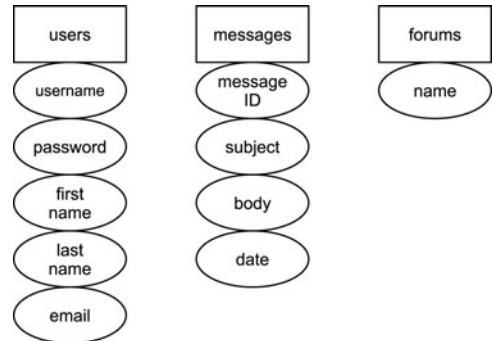 users
username
password
first
name
last
name
email
messages
message
ID
subject
body
date
forums
name